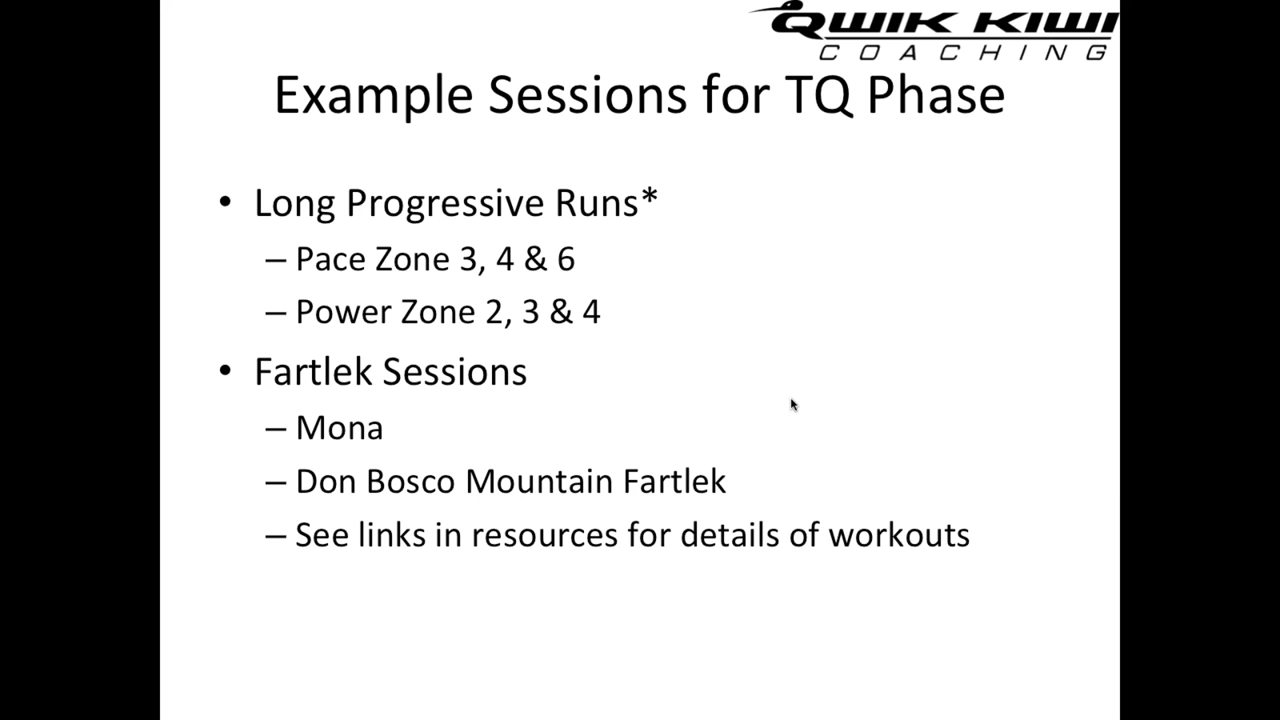 QWIK KIWI
COACHING
Example Sessions for TQ Phase
• Long Progressive Runs*
– Pace Zone 3, 4 & 6
– Power Zone 2, 3 & 4
• Fartlek Sessions
– Mona
– Don Bosco Mountain Fartlek
– See links in resources for details of workouts